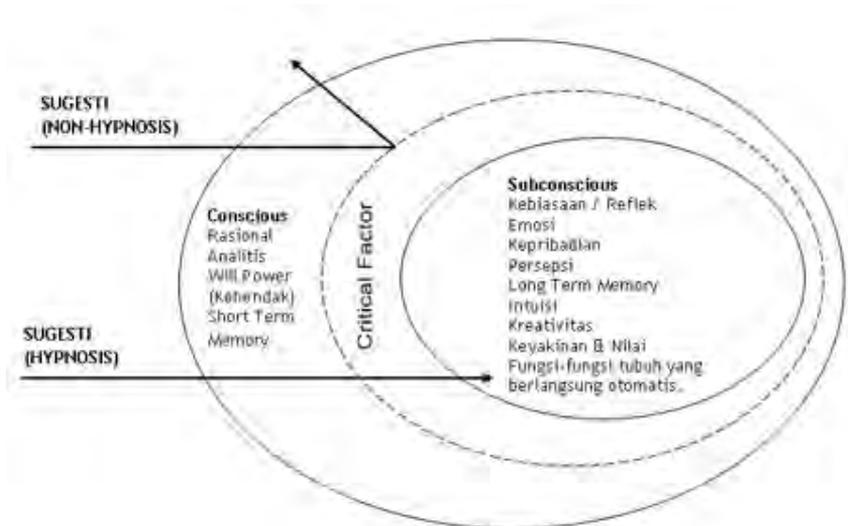 SUGESTI
(NON-HYPNOSIS)
Conscious
Rasional
Analitis
Will Power
(Kehendak)
Short Term
Memory
Critical Factor
Subconscious
Kebiasaan / Reflek
Emosi
Kepribadian
Persepsi
Long Term Memory
Intuisi
Kreativitas
Keyakinan & Nilai
Fungsi-fungsi tubuh yang
berlangsung otomatis.
SUGESTI
(HYPNOSIS)